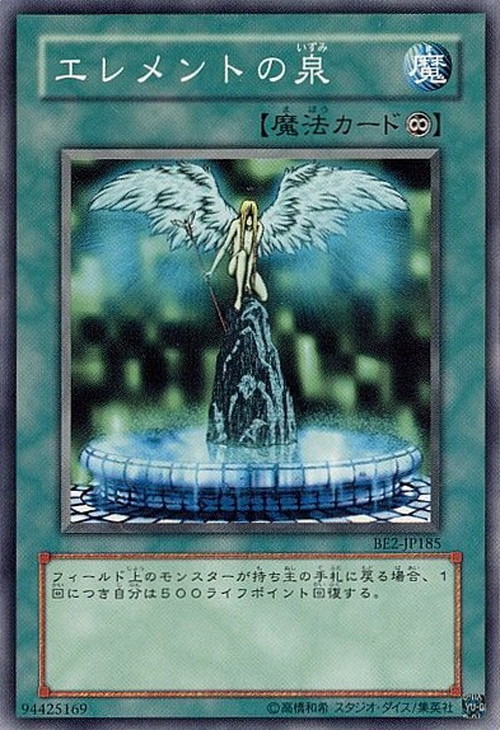 エレメントの泉
いずみ
魔
【魔法カード】
まほう
BE2-JP185
フィールド上のモンスターが持ち主の手札に戻る場合、1
回につき自分は500ライフポイント回復する。
94425169
©高橋和希 スタジオ・ダイス/集英社